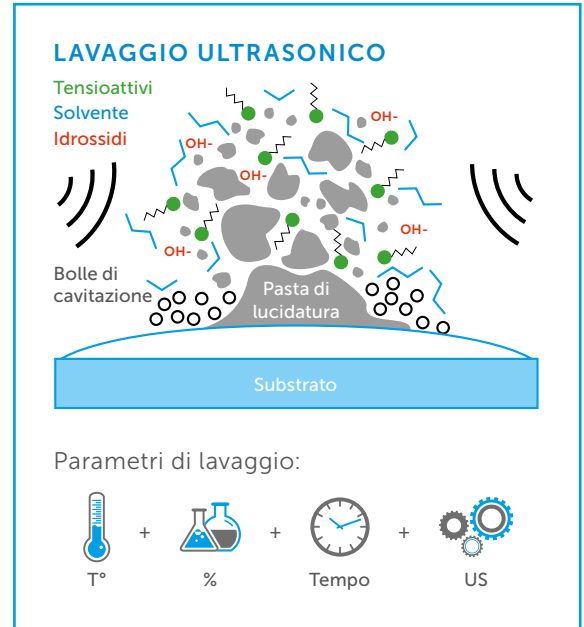 LAVAGGIO ULTRASONICO
Tensioattivi
Solvente
Idrossidi
OH-
OH-
OH-
OH-
OH-
Bolle di
cavitazione
Pasta di
lucidatura
Substrato
Parametri di lavaggio:
+
+
+
T°
%
Tempo
US